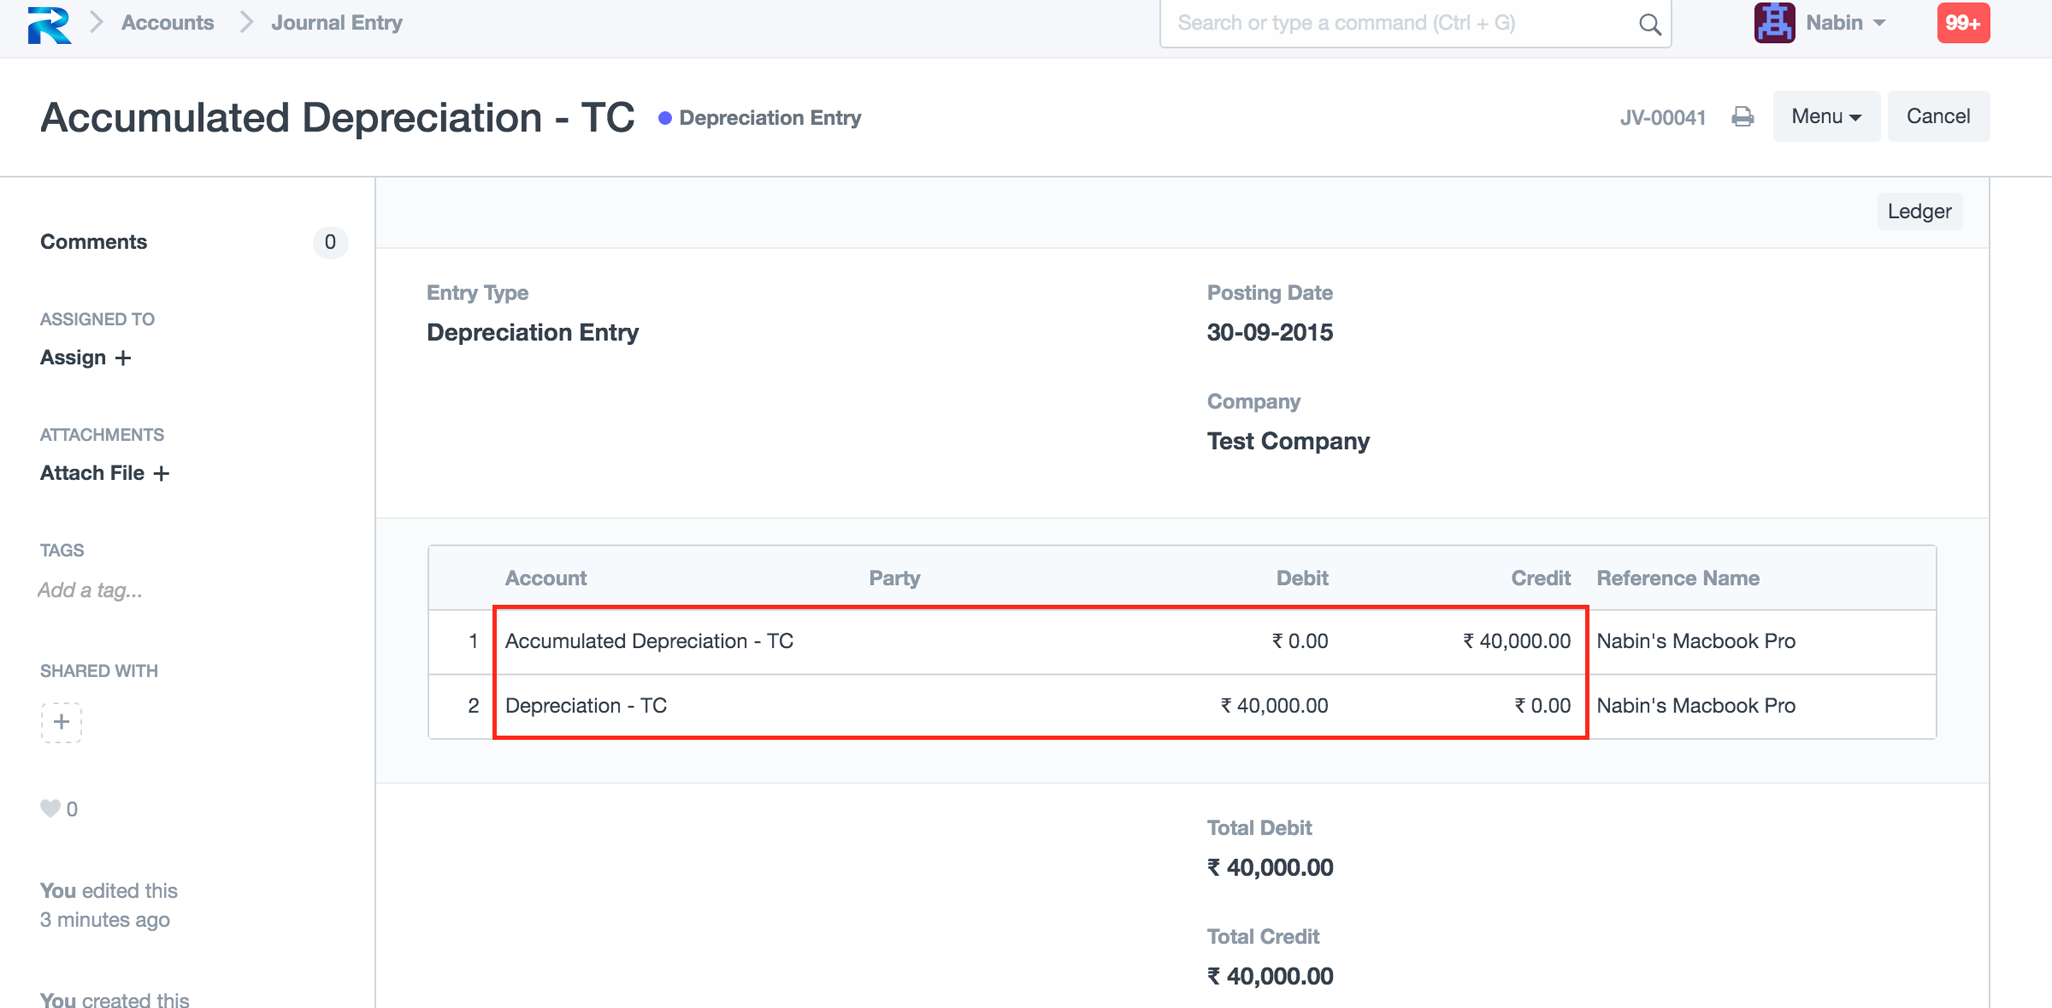 Accounts Journal Entry Search or type a command (Ctrl + G) Nabin 99+
Accumulated Depreciation - TC Depreciation Entry JV-00041 Menu Cancel
Ledger
Comments 0
ASSIGNED TO
Assign +
ATTACHMENTS
Attach File +
TAGS
Add a tag...
SHARED WITH
+
0
You edited this
3 minutes ago
You created this
Entry Type
Depreciation Entry
Posting Date
30-09-2015
Company
Test Company
Account Party Debit Credit Reference Name
1 Accumulated Depreciation - TC ₹ 0.00 ₹ 40,000.00 Nabin's Macbook Pro
2 Depreciation - TC ₹ 40,000.00 ₹ 0.00 Nabin's Macbook Pro
Total Debit
₹ 40,000.00
Total Credit
₹ 40,000.00